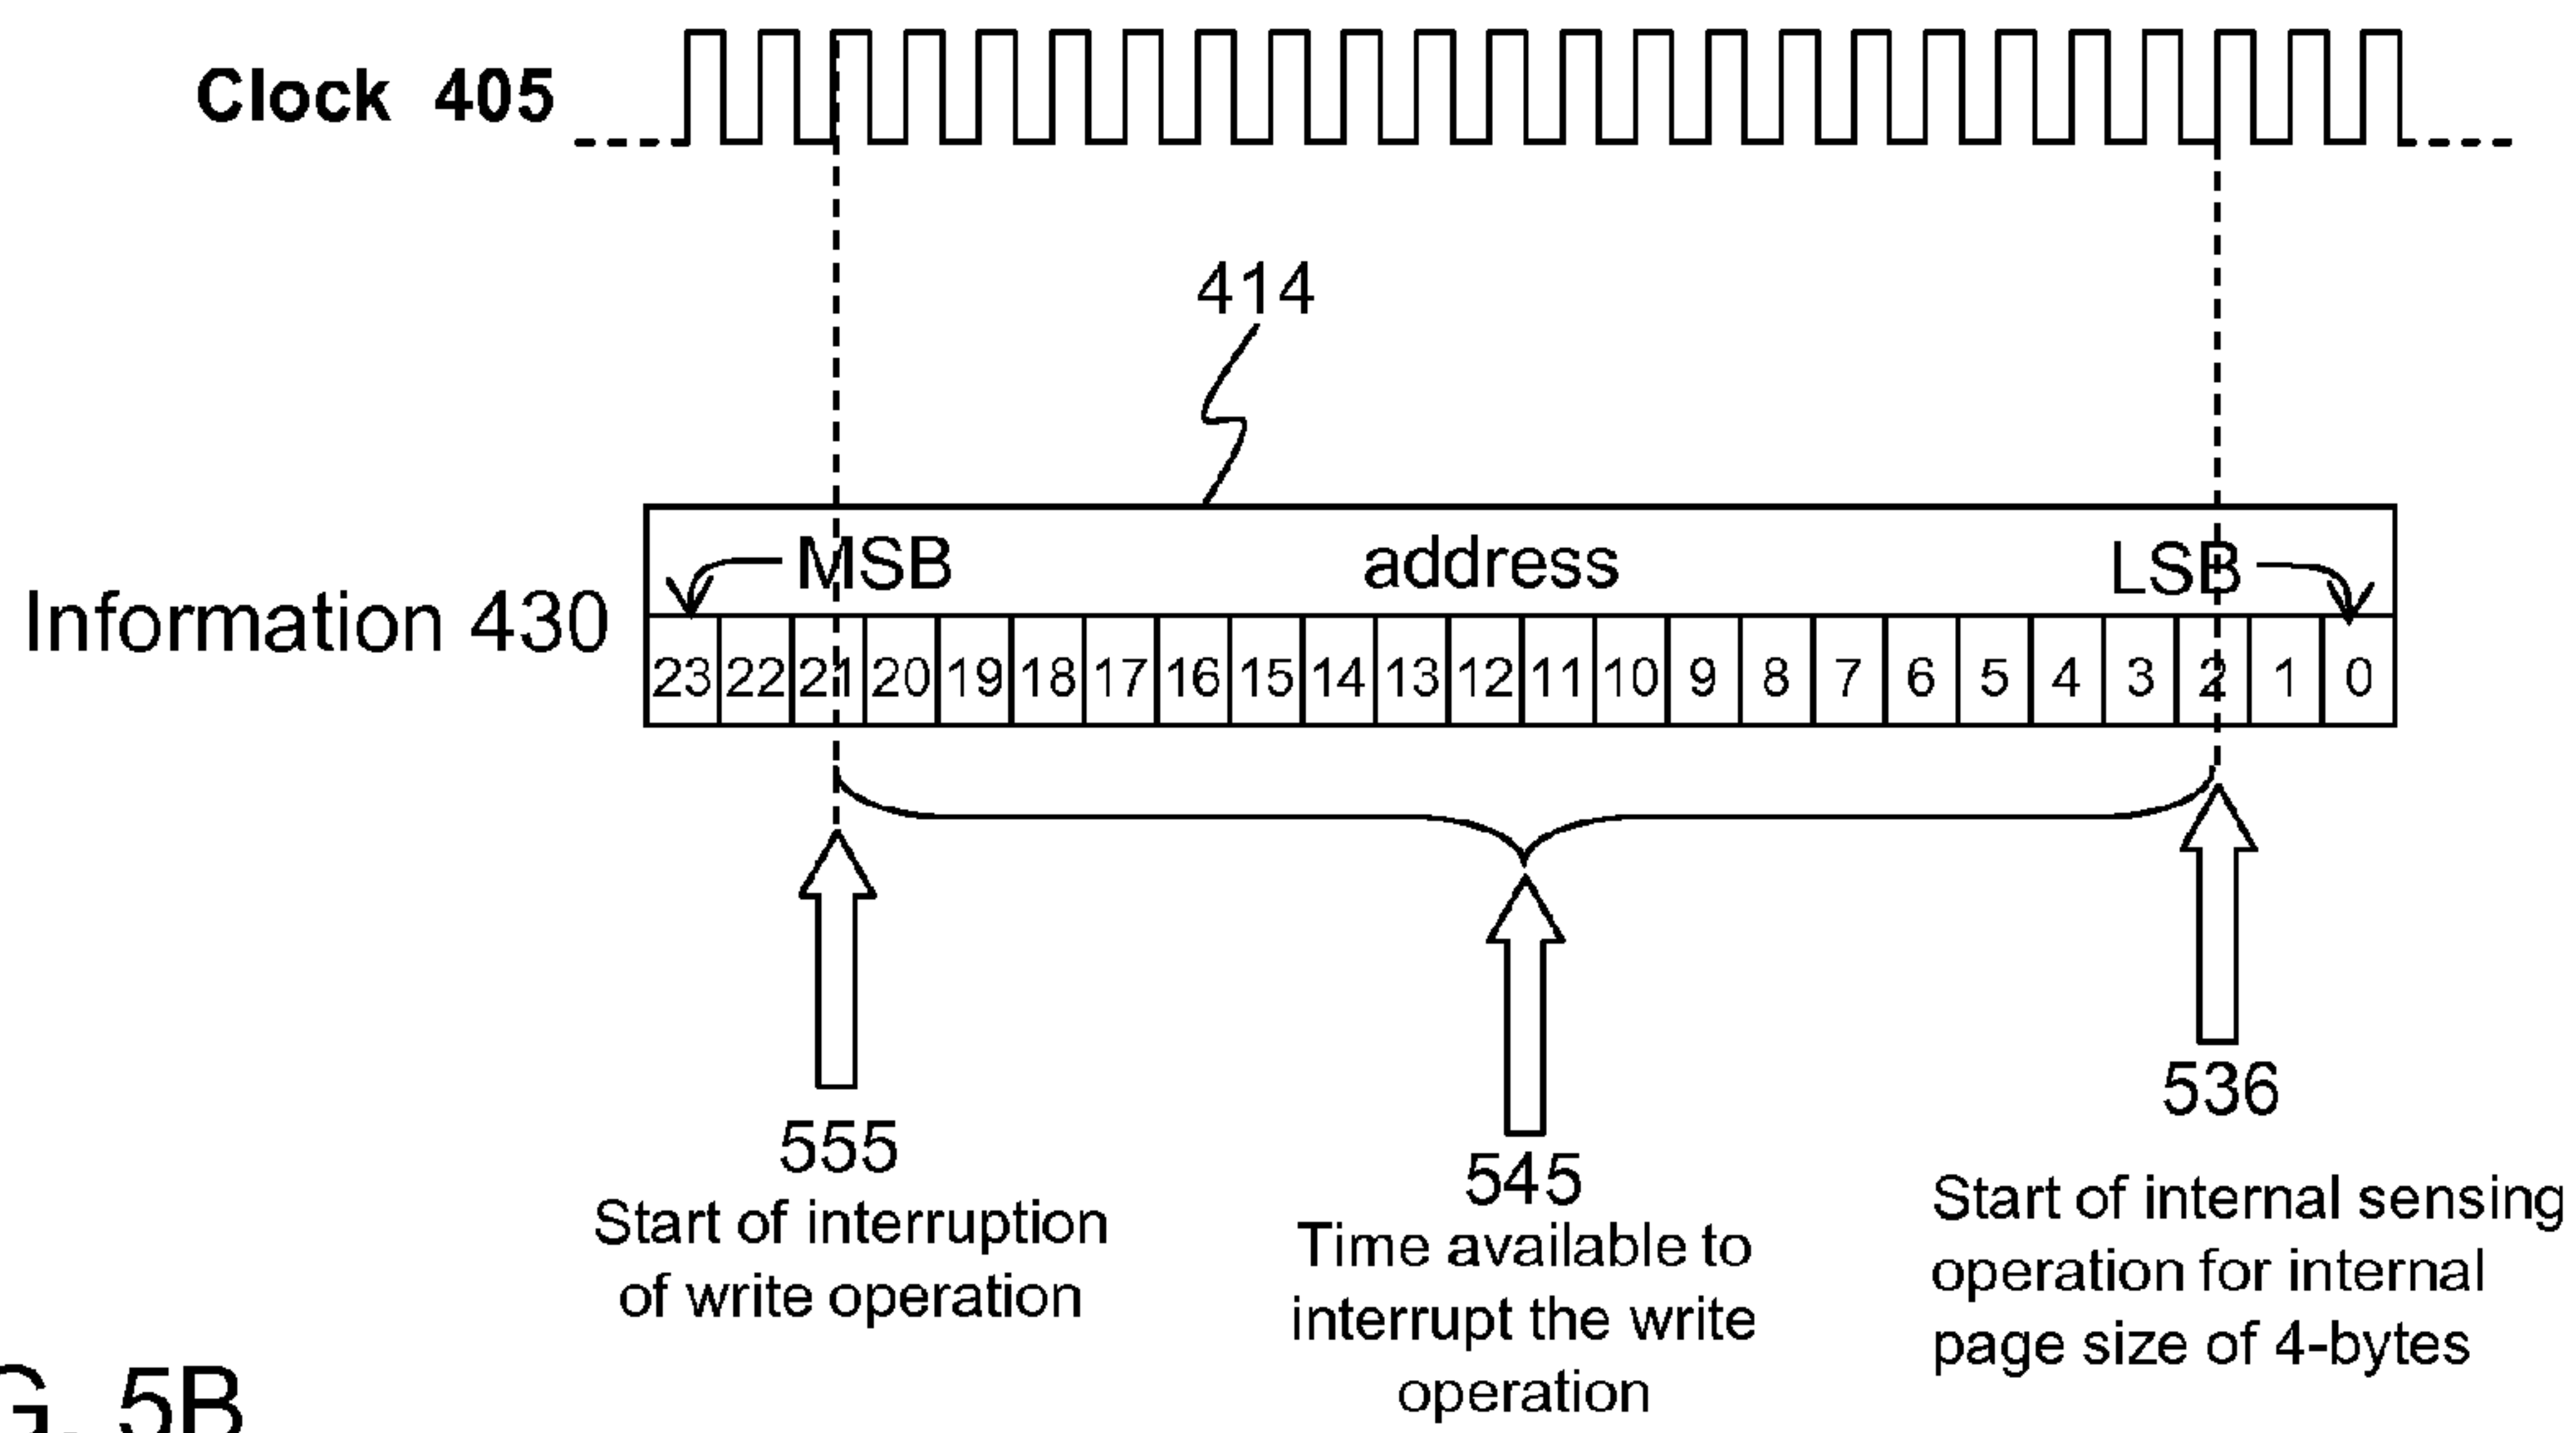 Clock 405
414
MSB address LSB
Information 430
23 22 21 20 19 18 17 16 15 14 13 12 11 10 9 8 7 6 5 4 3 2 1 0
555
Start of interruption
of write operation
545
Time available to
interrupt the write
operation
536
Start of internal sensing
operation for internal
page size of 4-bytes
G. 5B